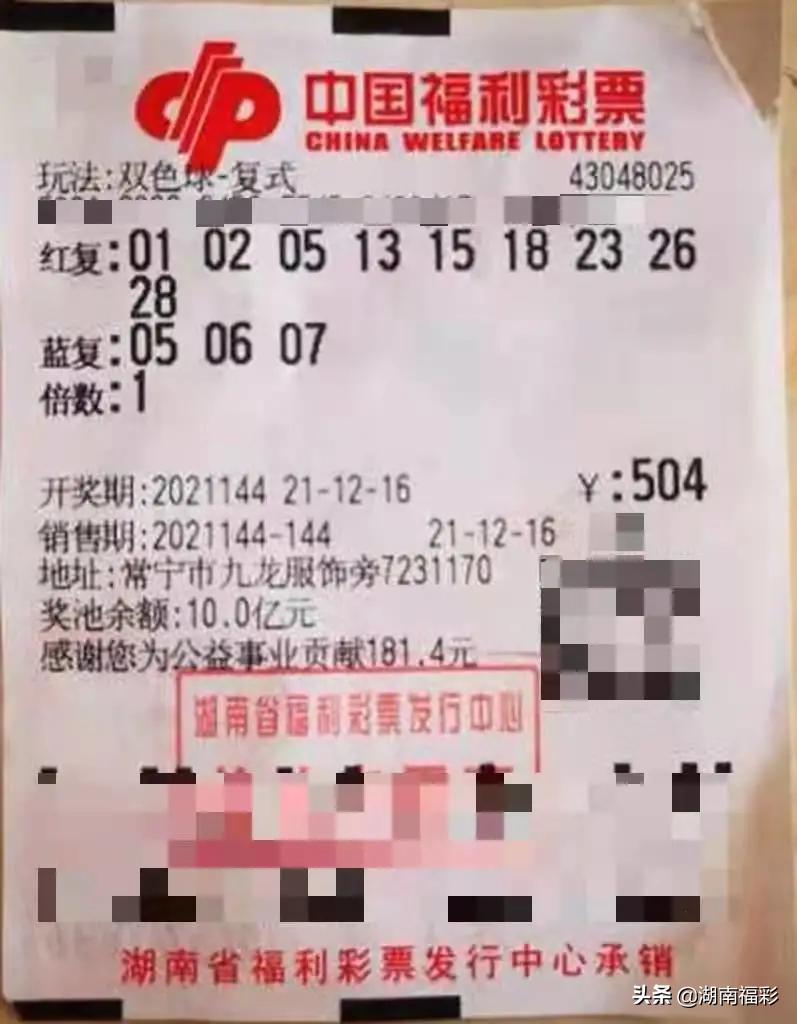 中国福利彩票
CHINA WELFARE LOTTERY
玩法:双色球-复式 43048025
红复:01 02 05 13 15 18 23 26
28
蓝复:05 06 07
倍数:1
开奖期:2021144 21-12-16 ¥:504
销售期:2021144-144 21-12-16
地址:常宁市九龙服饰旁7231170
奖池余额:10.0亿元
感谢您为公益事业贡献181.4元
湖南省福利彩票发行中心
湖南省福利彩票发行中心承销
头条 @湖南福彩